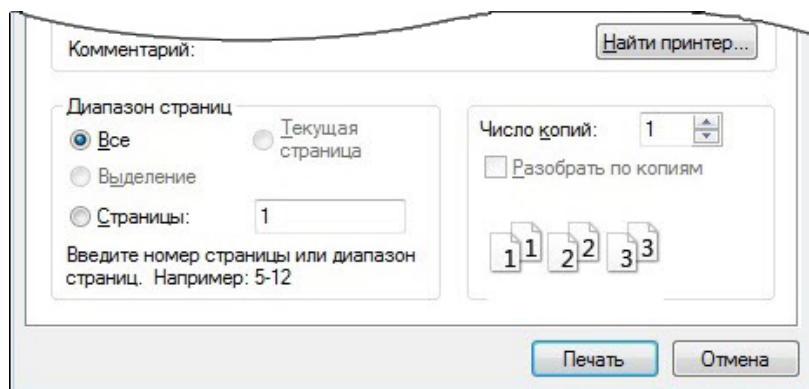 Комментарий:
Найти принтер...
Диапазон страниц
Все
Текущая
страница
Выделение
Страницы: 1
Введите номер страницы или диапазон
страниц. Например: 5-12
Число копий: 1
Разобрать по копиям
1 1 2 2 3 3
Печать
Отмена